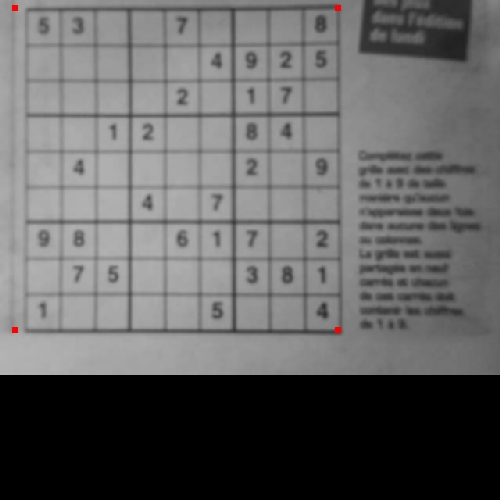 5 3 7 8
4 9 2 5
2 1 7
1 2 8 4
4 2 9
4 7
9 8 6 1 7 2
7 5 3 8 1
1 5 4
dans l'édition
de lundi
Complétez cette
grille avec des chiffres
de 1 à 9 de telle
manière qu'aucun
n'apparaisse deux fois
dans aucune des lignes
ou colonnes.
La grille est aussi
partagée en neuf
carrés et chacun
de ces carrés doit
contenir les chiffres
de 1 à 9.